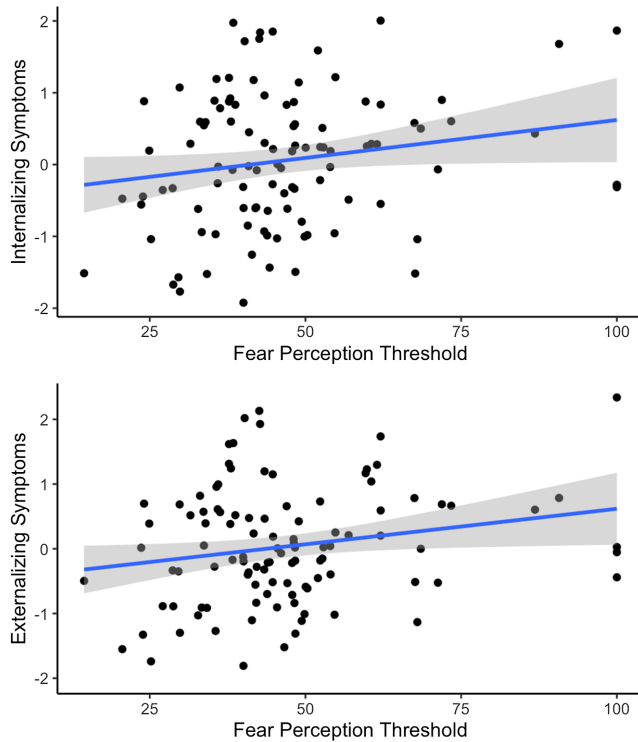 Internalizing Symptoms
2
1
0
-1
-2
25 50 75 100
Fear Perception Threshold
Externalizing Symptoms
2
1
0
-1
-2
25 50 75 100
Fear Perception Threshold